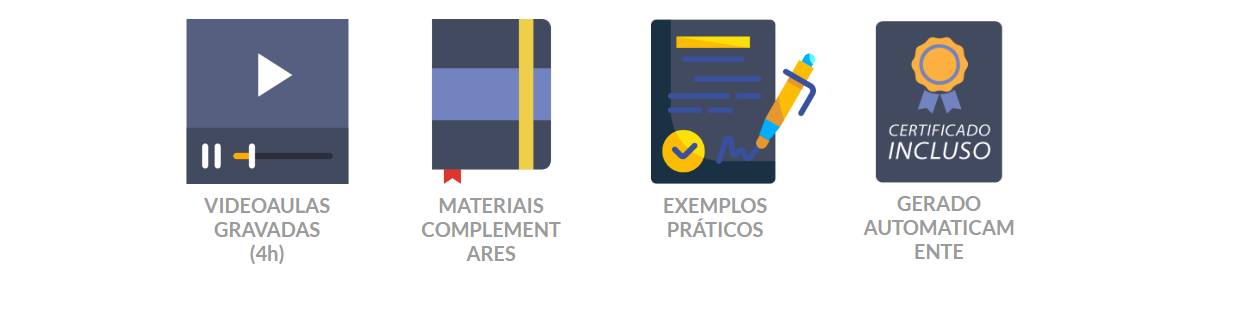 VIDEOAULAS
GRAVADAS
(4h)
MATERIAIS
COMPLEMENT
ARES
EXEMPLOS
PRÁTICOS
CERTIFICADO
INCLUSO
GERADO
AUTOMATICAM
ENTE